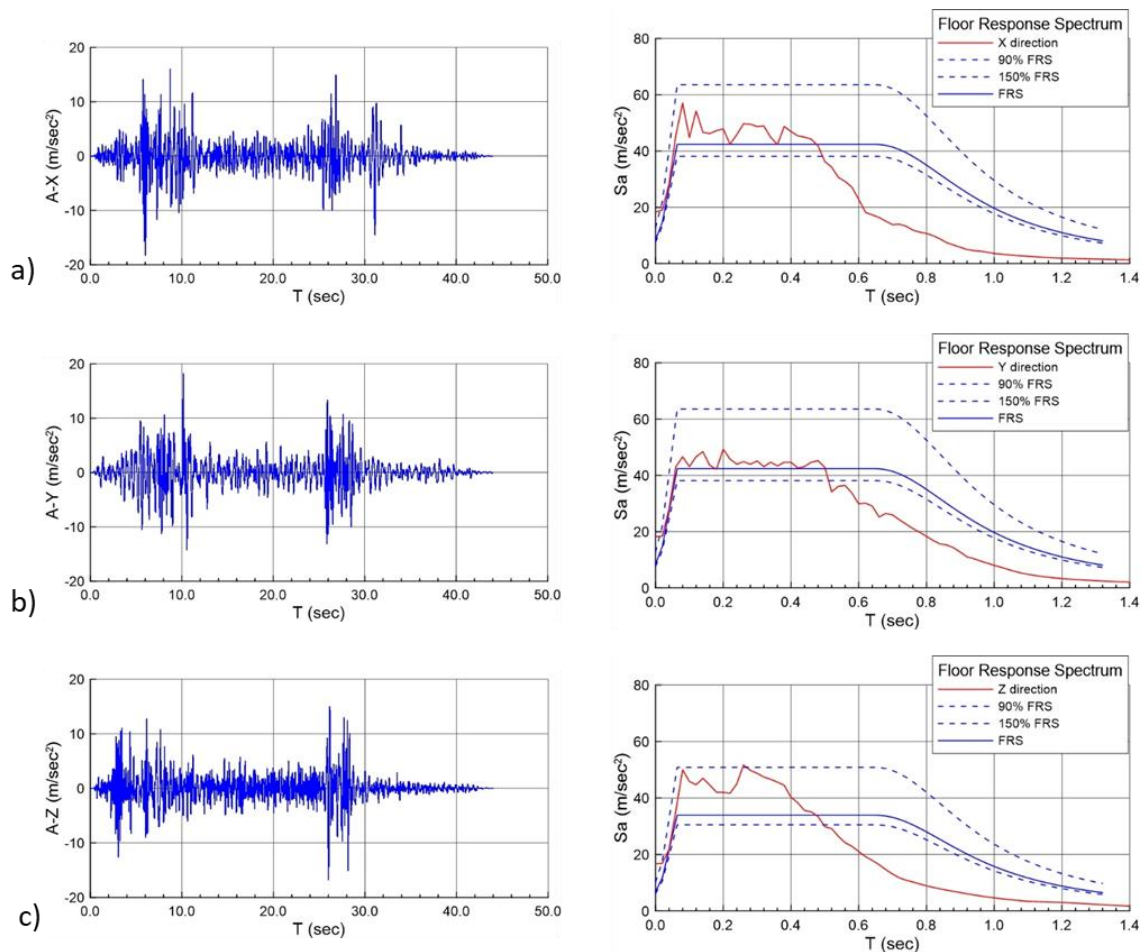 20
10
0
-10
-20
A-X (m/sec²)
0.0 10.0 20.0 30.0 40.0 50.0
T (sec)
a)
80
60
40
20
0
Sa (m/sec²)
0.0 0.2 0.4 0.6 0.8 1.0 1.2 1.4
T (sec)
Floor Response Spectrum
X direction
90% FRS
150% FRS
FRS
20
10
0
-10
-20
A-Y (m/sec²)
0.0 10.0 20.0 30.0 40.0 50.0
T (sec)
b)
80
60
40
20
0
Sa (m/sec²)
0.0 0.2 0.4 0.6 0.8 1.0 1.2 1.4
T (sec)
Floor Response Spectrum
Y direction
90% FRS
150% FRS
FRS
20
10
0
-10
-20
A-Z (m/sec²)
0.0 10.0 20.0 30.0 40.0 50.0
T (sec)
c)
80
60
40
20
0
Sa (m/sec²)
0.0 0.2 0.4 0.6 0.8 1.0 1.2 1.4
T (sec)
Floor Response Spectrum
Z direction
90% FRS
150% FRS
FRS